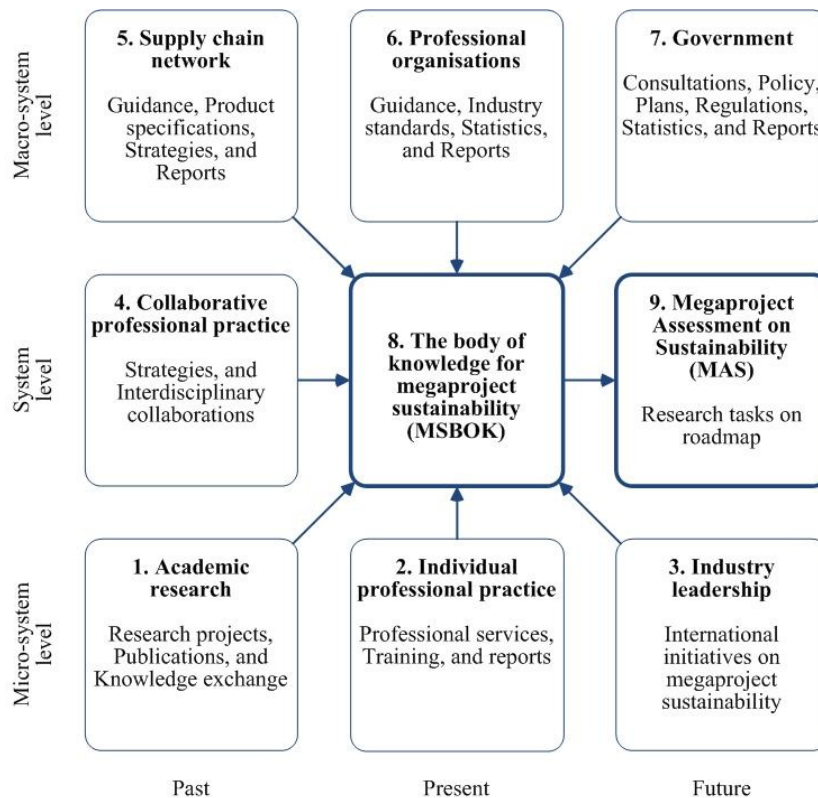 Macro-system
level
5. Supply chain
network
Guidance, Product
specifications,
Strategies, and
Reports
6. Professional
organisations
Guidance, Industry
standards, Statistics,
and Reports
7. Government
Consultations, Policy,
Plans, Regulations,
Statistics, and Reports
System
level
4. Collaborative
professional practice
Strategies, and
Interdisciplinary
collaborations
8. The body of
knowledge for
megaproject
sustainability
(MSBOK)
9. Megaproject
Assessment on
Sustainability
(MAS)
Research tasks on
roadmap
Micro-system
level
1. Academic
research
Research projects,
Publications, and
Knowledge exchange
2. Individual
professional practice
Professional services,
Training, and reports
3. Industry
leadership
International
initiatives on
megaproject
sustainability
Past
Present
Future